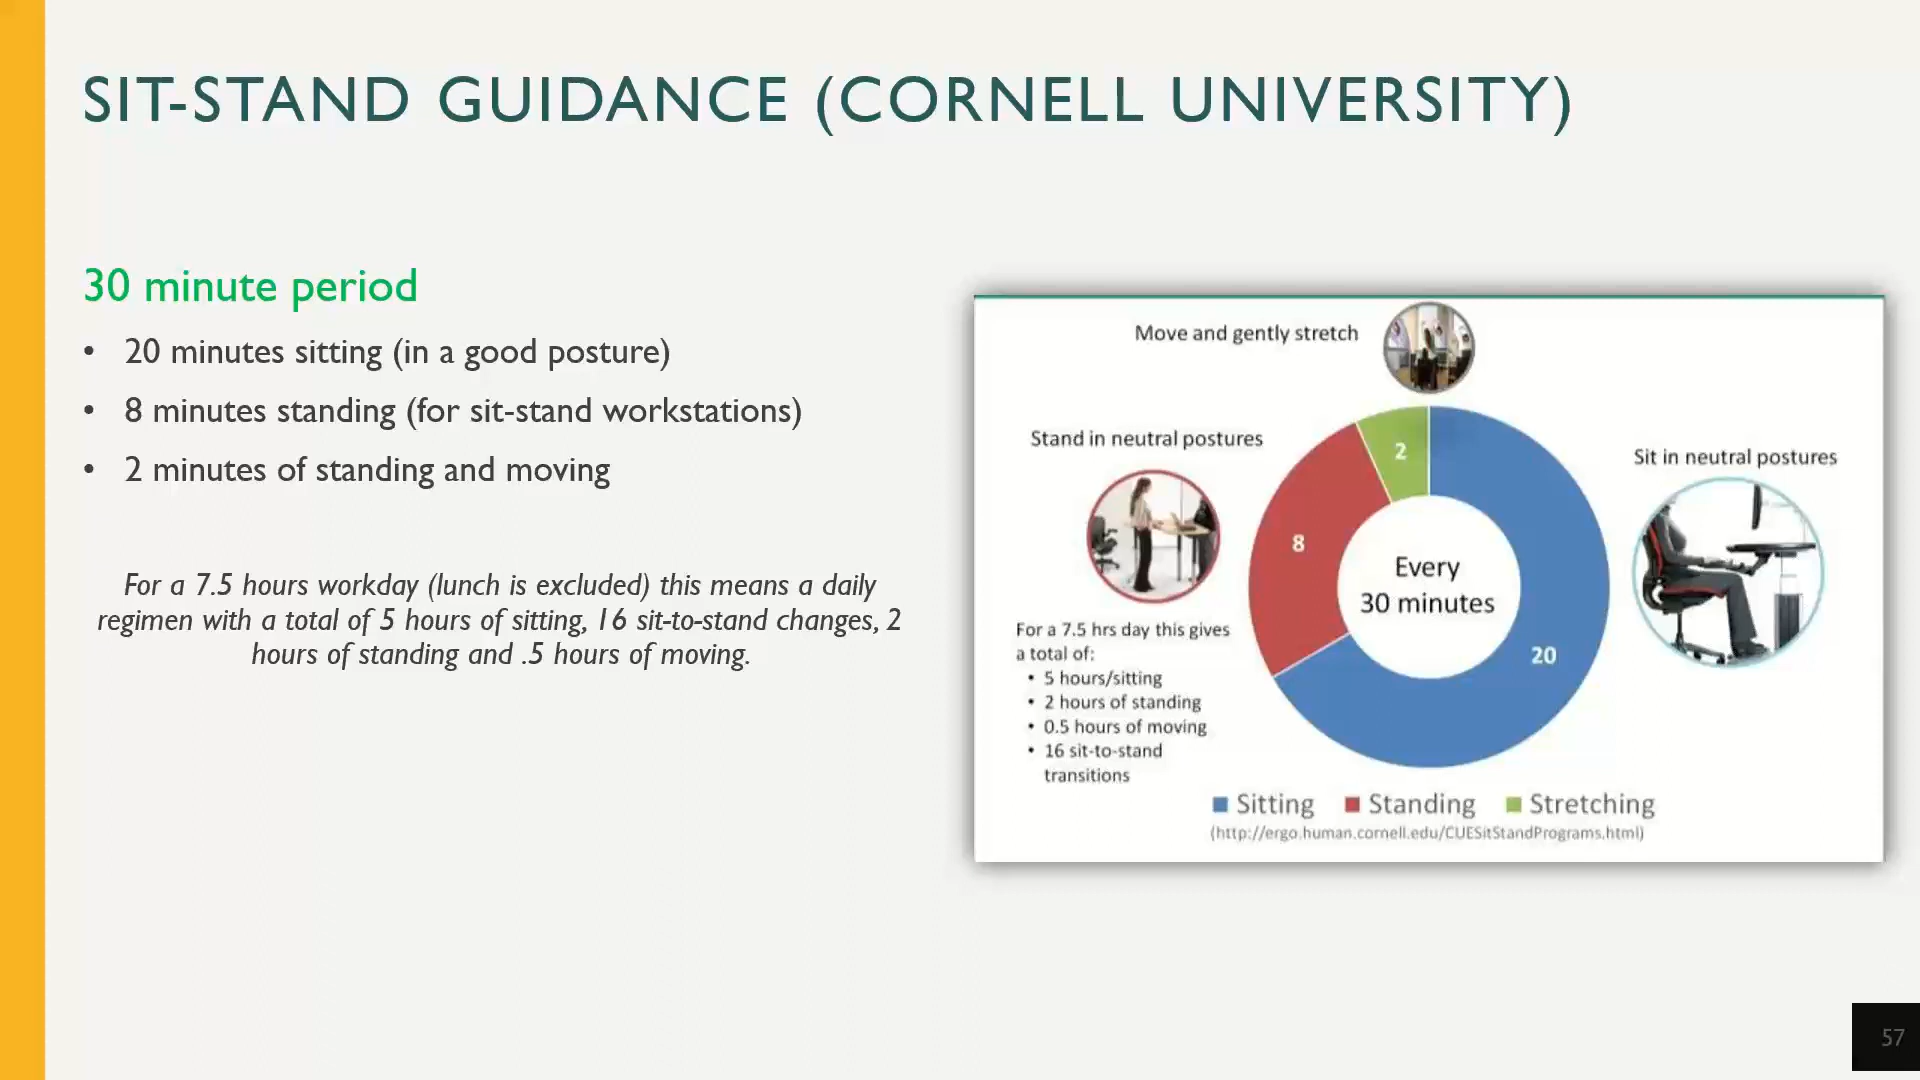 SIT-STAND GUIDANCE (CORNELL UNIVERSITY)
30 minute period
• 20 minutes sitting (in a good posture)
• 8 minutes standing (for sit-stand workstations)
• 2 minutes of standing and moving
For a 7.5 hours workday (lunch is excluded) this means a daily
regimen with a total of 5 hours of sitting, 16 sit-to-stand changes, 2
hours of standing and .5 hours of moving.
Move and gently stretch
Stand in neutral postures
Sit in neutral postures
2
8
20
Every
30 minutes
For a 7.5 hrs day this gives
a total of:
• 5 hours/sitting
• 2 hours of standing
• 0.5 hours of moving
• 16 sit-to-stand
transitions
Sitting Standing Stretching
(http://ergo.human.cornell.edu/CUESitStandPrograms.html)
57